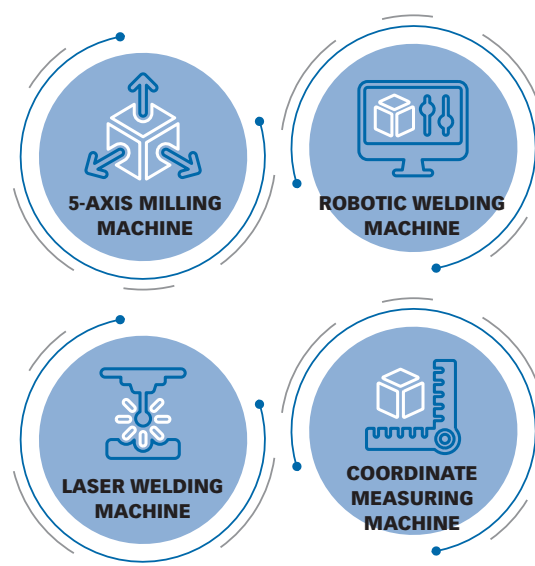 5-AXIS MILLING
MACHINE
ROBOTIC WELDING
MACHINE
LASER WELDING
MACHINE
COORDINATE
MEASURING
MACHINE